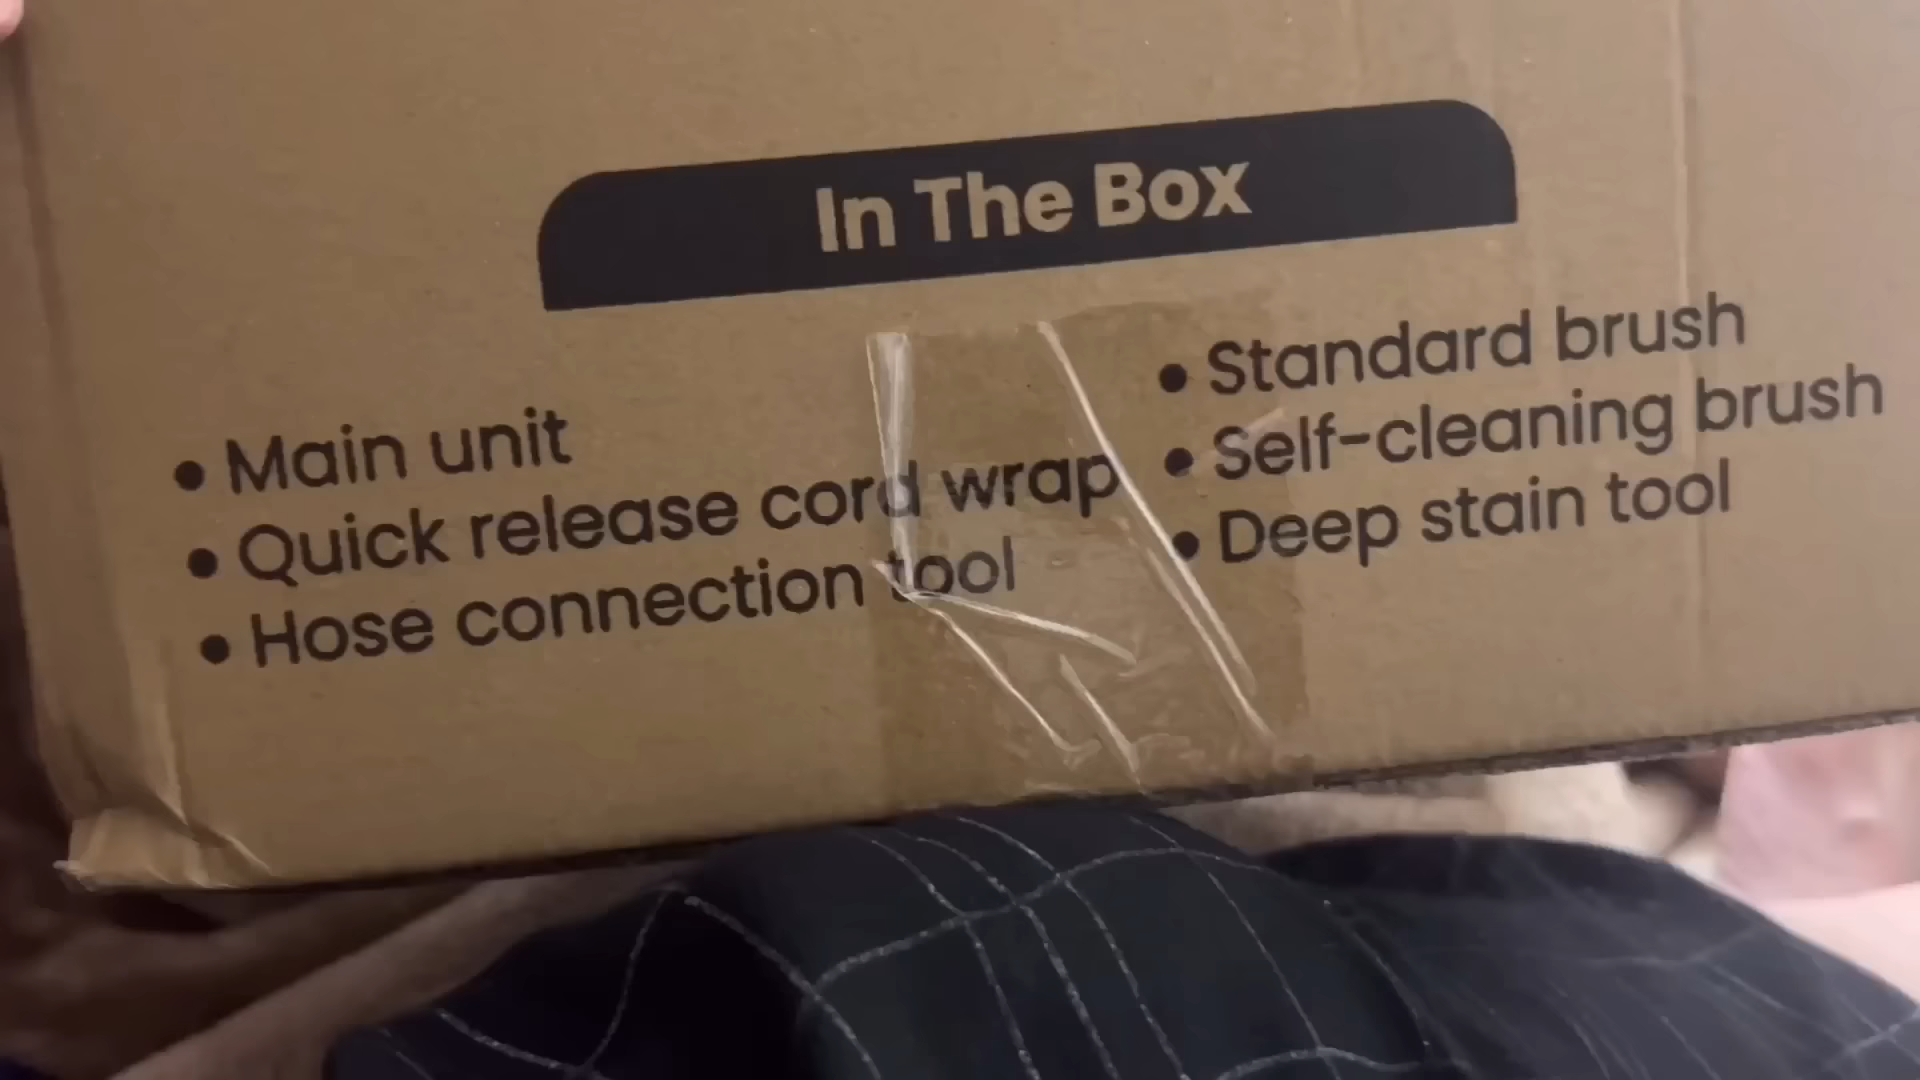 In The Box
• Main unit
• Quick release cord wrap
• Hose connection tool
• Standard brush
• Self-cleaning brush
• Deep stain tool